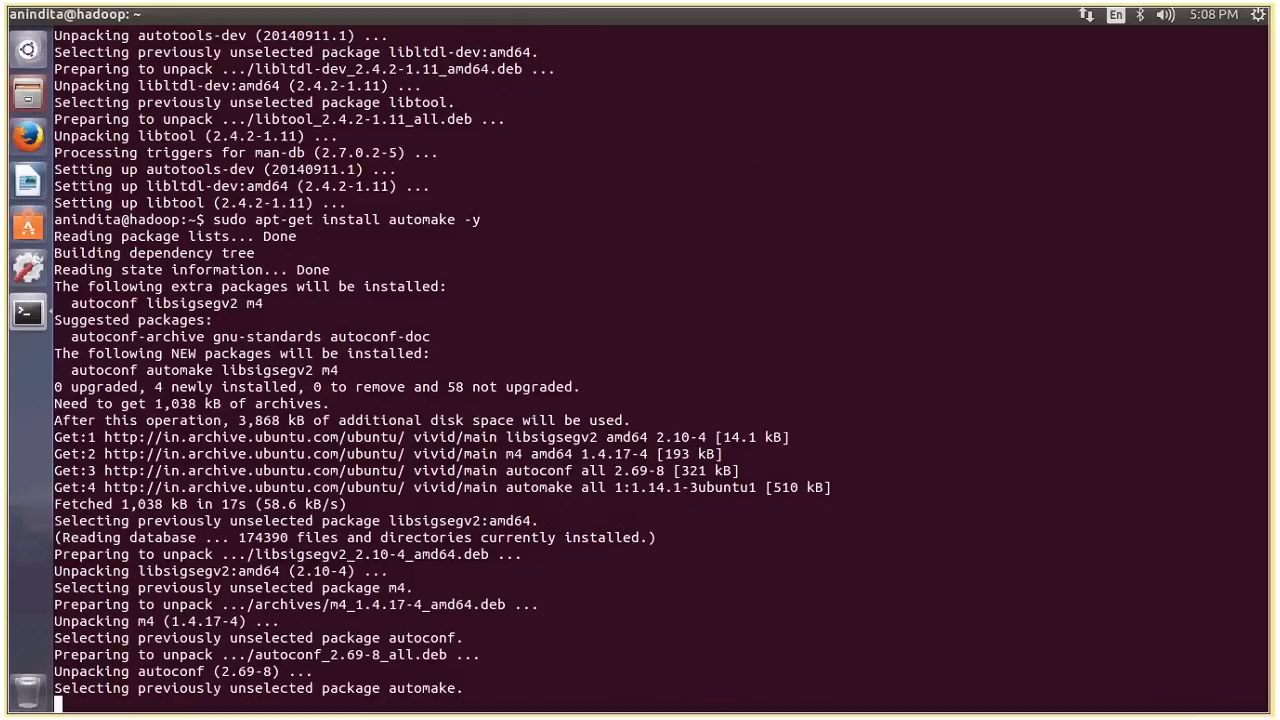 anindita@hadoop: ~
En
5:08 PM
Unpacking autotools-dev (20140911.1) ...
Selecting previously unselected package libltdl-dev:amd64.
Preparing to unpack .../libltdl-dev_2.4.2-1.11_amd64.deb ...
Unpacking libltdl-dev:amd64 (2.4.2-1.11) ...
Selecting previously unselected package libtool.
Preparing to unpack .../libtool_2.4.2-1.11_all.deb ...
Unpacking libtool (2.4.2-1.11) ...
Processing triggers for man-db (2.7.0.2-5) ...
Setting up autotools-dev (20140911.1) ...
Setting up libltdl-dev:amd64 (2.4.2-1.11) ...
Setting up libtool (2.4.2-1.11) ...
anindita@hadoop:~$ sudo apt-get install automake -y
Reading package lists... Done
Building dependency tree
Reading state information... Done
The following extra packages will be installed:
  autoconf libsigsegv2 m4
Suggested packages:
  autoconf-archive gnu-standards autoconf-doc
The following NEW packages will be installed:
  autoconf automake libsigsegv2 m4
0 upgraded, 4 newly installed, 0 to remove and 58 not upgraded.
Need to get 1,038 kB of archives.
After this operation, 3,868 kB of additional disk space will be used.
Get:1 http://in.archive.ubuntu.com/ubuntu/ vivid/main libsigsegv2 amd64 2.10-4 [14.1 kB]
Get:2 http://in.archive.ubuntu.com/ubuntu/ vivid/main m4 amd64 1.4.17-4 [193 kB]
Get:3 http://in.archive.ubuntu.com/ubuntu/ vivid/main autoconf all 2.69-8 [321 kB]
Get:4 http://in.archive.ubuntu.com/ubuntu/ vivid/main automake all 1:1.14.1-3ubuntu1 [510 kB]
Fetched 1,038 kB in 17s (58.6 kB/s)
Selecting previously unselected package libsigsegv2:amd64.
(Reading database ... 174390 files and directories currently installed.)
Preparing to unpack .../libsigsegv2_2.10-4_amd64.deb ...
Unpacking libsigsegv2:amd64 (2.10-4) ...
Selecting previously unselected package m4.
Preparing to unpack .../archives/m4_1.4.17-4_amd64.deb ...
Unpacking m4 (1.4.17-4) ...
Selecting previously unselected package autoconf.
Preparing to unpack .../autoconf_2.69-8_all.deb ...
Unpacking autoconf (2.69-8) ...
Selecting previously unselected package automake.